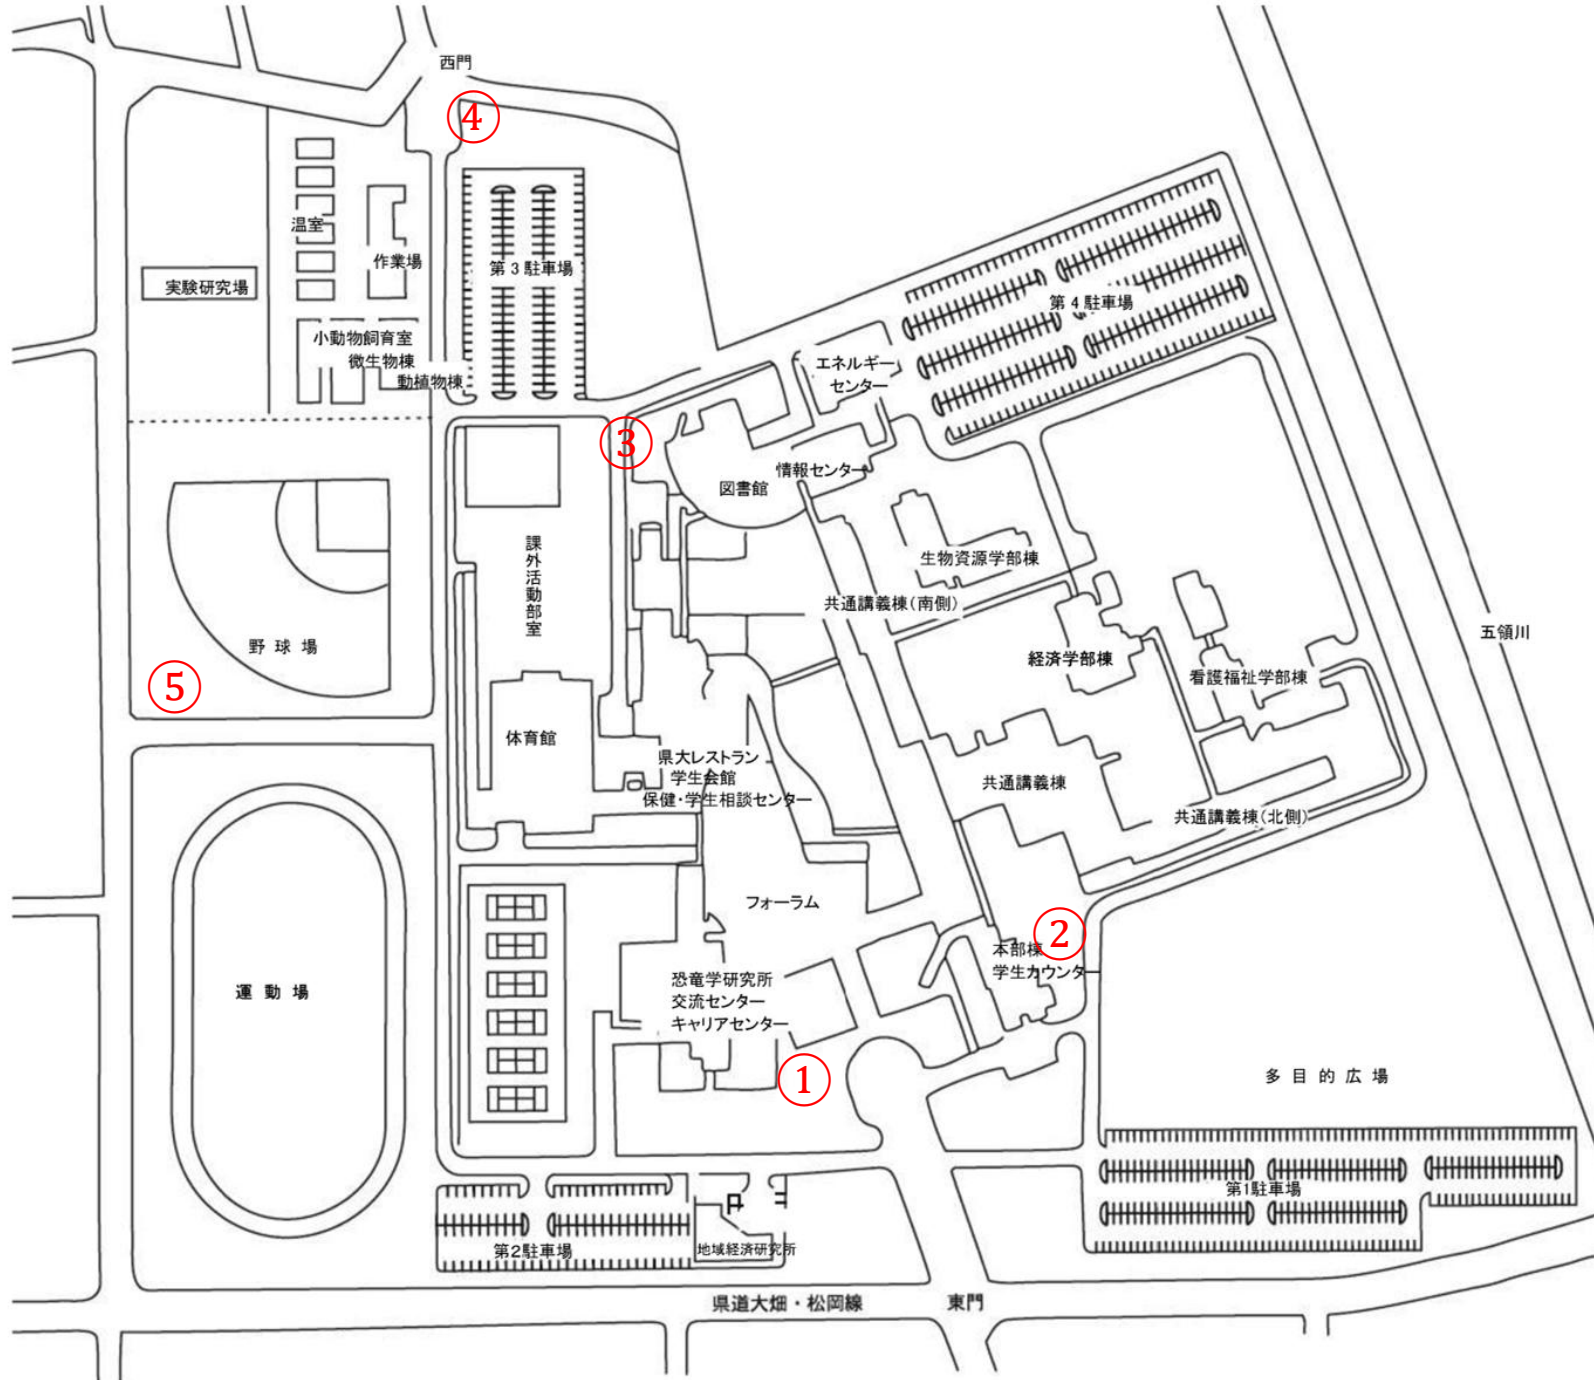 西門
④
温室
作業場
第3駐車場
実験研究場
小動物飼育室
微生物棟
動植物棟
第4駐車場
エネルギー
センター
③
情報センター
図書館
課外活動部室
生物資源学部棟
共通講義棟(南側)
五領川
野球場
経済学部棟
看護福祉学部棟
⑤
体育館
県大レストラン
学生会館
保健・学生相談センター
共通講義棟
共通講義棟(北側)
フォーラム
②
本部棟
学生カウンター
運動場
恐竜学研究所
交流センター
キャリアセンター
①
多目的広場
第1駐車場
第2駐車場
地域経済研究所
県道大畑・松岡線
東門